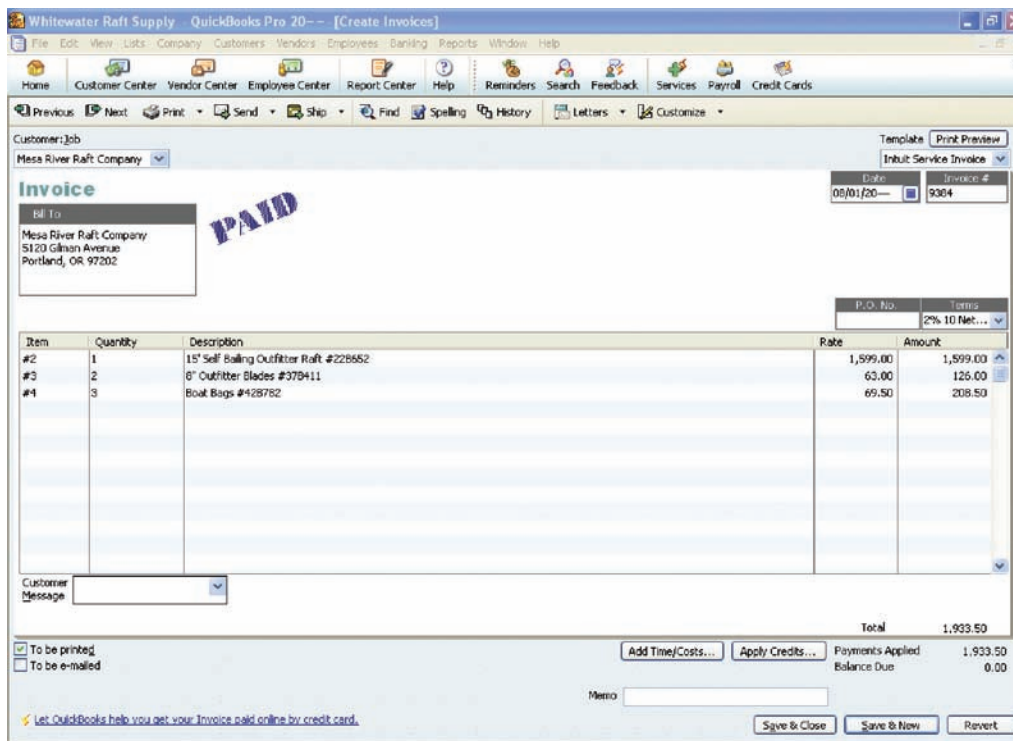 Whitewater Raft Supply - QuickBooks Pro 20-- - [Create Invoices]
File Edit View Lists Company Customers Vendors Employees Banking Reports Window Help
Home Customer Center Vendor Center Employee Center Report Center Help Reminders Search Feedback Services Payroll Credit Cards
Previous Next Print Send Ship Find Spelling History Letters Customize
Customer:Job Template Print Preview
Mesa River Raft Company Intuit Service Invoice
Invoice PAID Date Invoice #
08/01/20— 9384
Bill To
Mesa River Raft Company
5120 Gilman Avenue
Portland, OR 97202
P.O. No. Terms
2% 10 Net...
Item Quantity Description Rate Amount
#2 1 15' Self Bailing Outfitter Raft #228652 1,599.00 1,599.00
#3 2 8" Outfitter Blades #378411 63.00 126.00
#4 3 Boat Bags #428782 69.50 208.50
Customer
Message
Total 1,933.50
To be printed Add Time/Costs... Apply Credits... Payments Applied 1,933.50
To be e-mailed Balance Due 0.00
Memo
Let QuickBooks help you get your Invoice paid online by credit card. Save & Close Save & New Revert